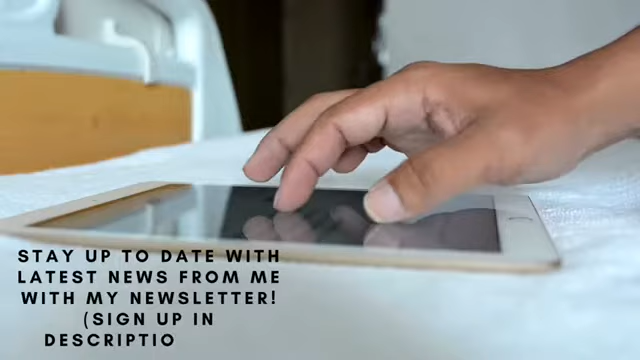 STAY UP TO DATE WITH
LATEST NEWS FROM ME
WITH MY NEWSLETTER!
(SIGN UP IN
DESCRIPTIO